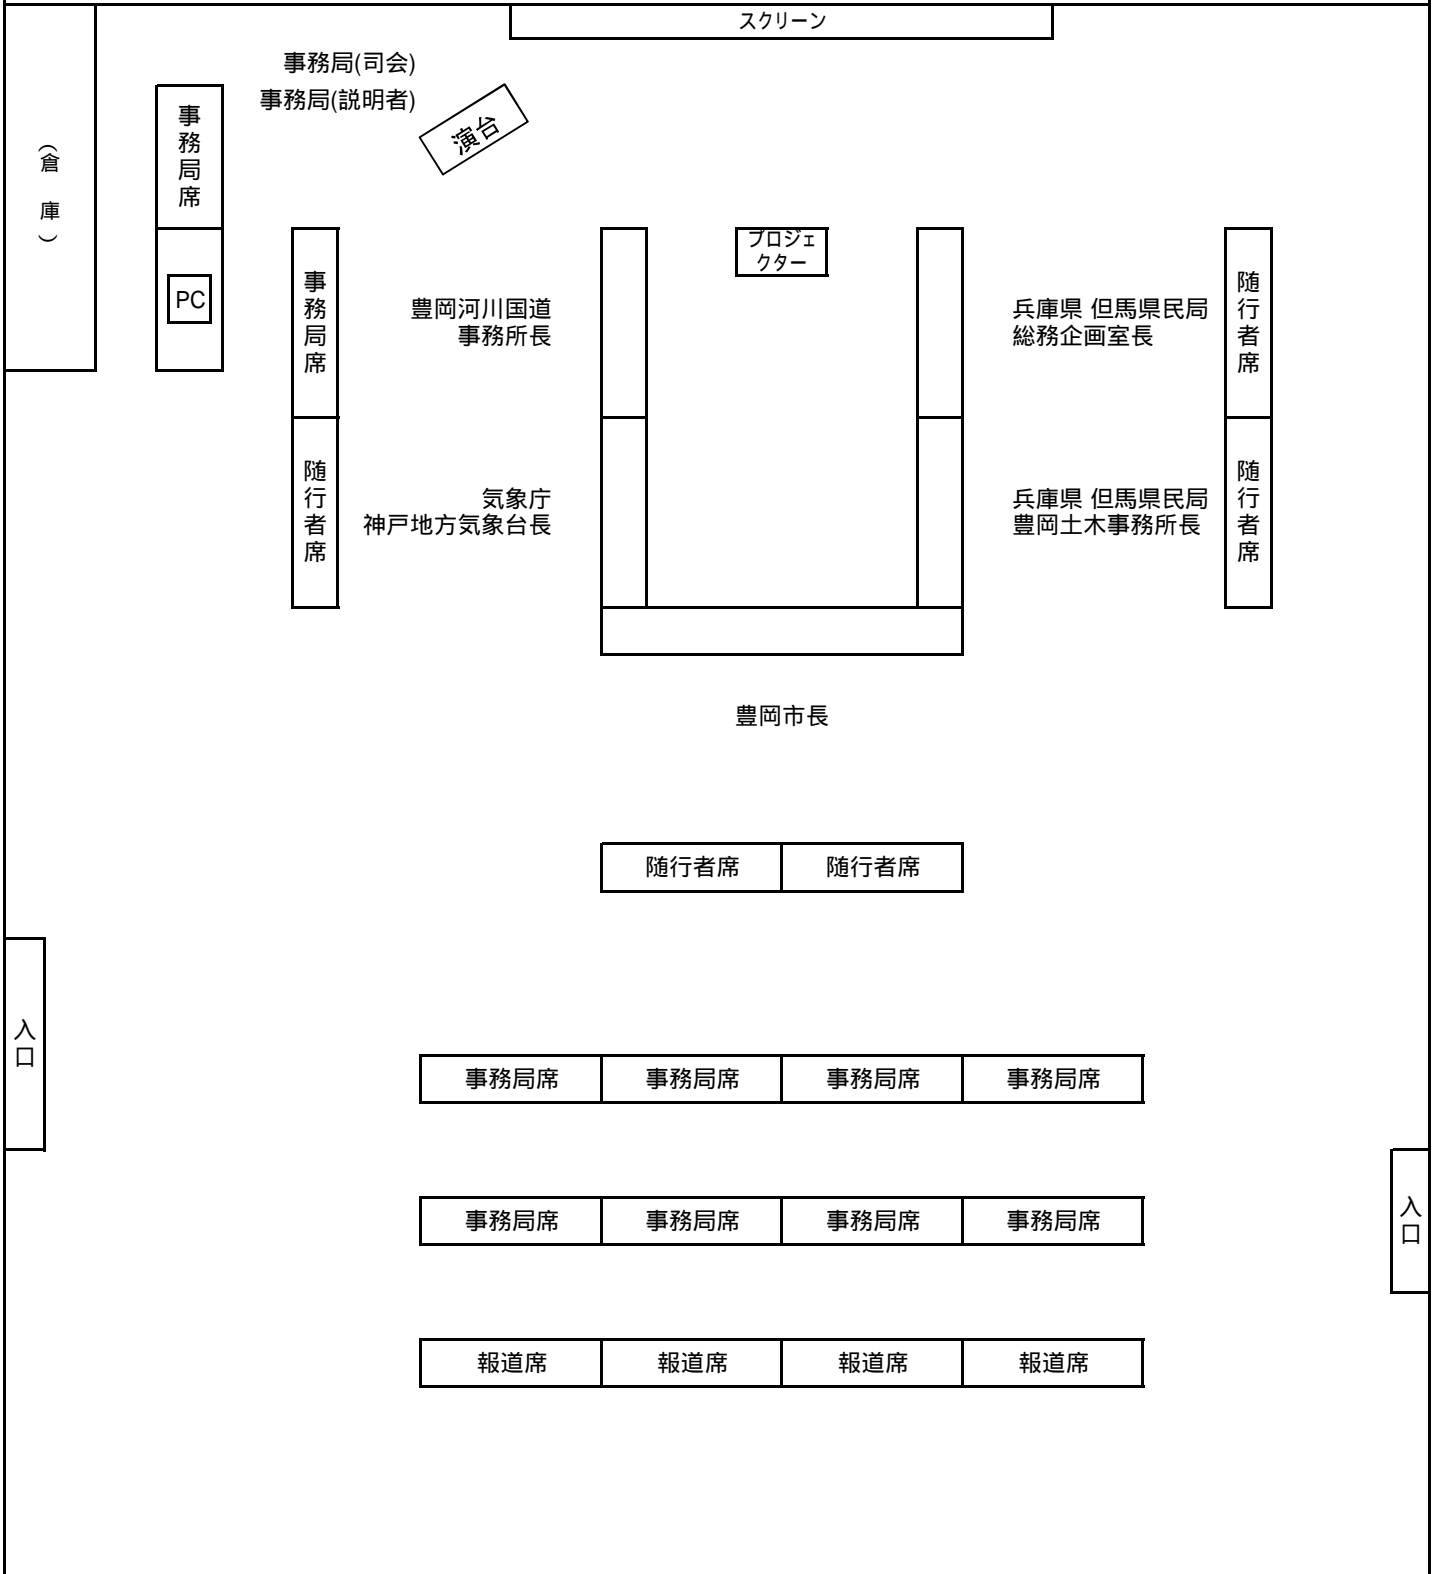 スクリーン
事務局(司会)
事務局(説明者)
演台
事務局席
(倉 庫)
PC
プロジェ
クター
事務局席
豊岡河川国道
事務所長
兵庫県 但馬県民局
総務企画室長
随行者席
随行者席
気象庁
神戸地方気象台長
兵庫県 但馬県民局
豊岡土木事務所長
随行者席
豊岡市長
随行者席 随行者席
入口
事務局席 事務局席 事務局席 事務局席
事務局席 事務局席 事務局席 事務局席
入口
報道席 報道席 報道席 報道席